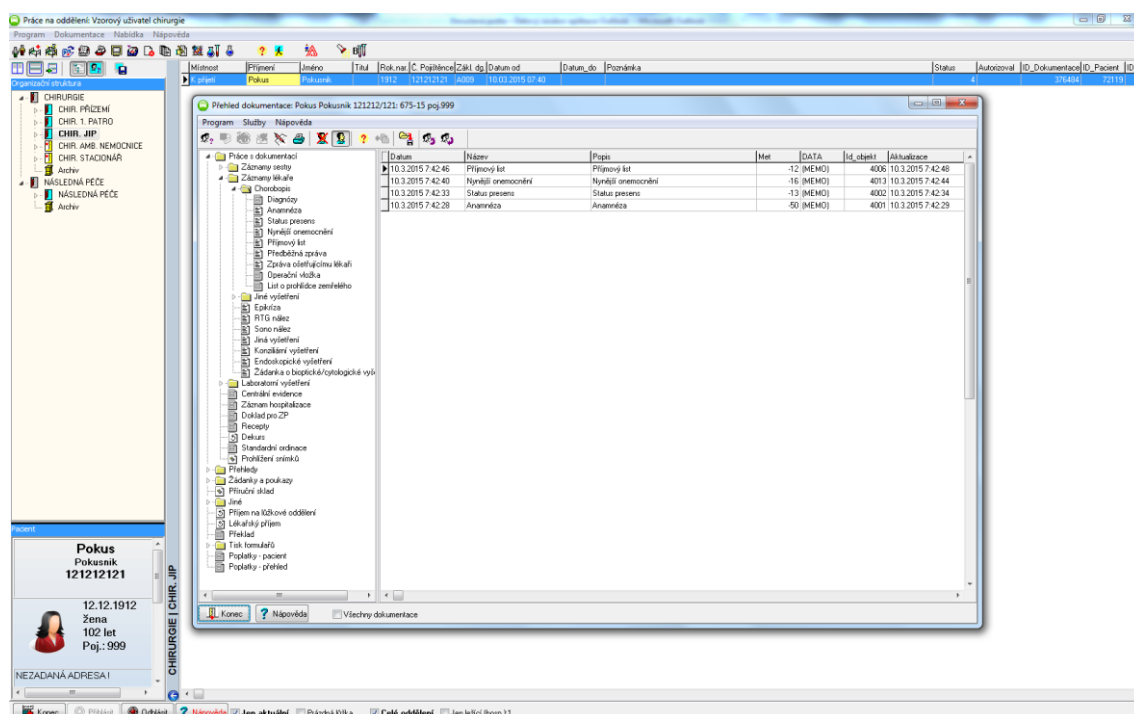 Práce na oddělení: Vzorový uživatel chirurgie
Program Dokumentace Nabídka Nápověda
Organizační struktura
CHIRURGIE
CHIR. PŘÍZEMÍ
CHIR. 1. PATRO
CHIR. JIP
CHIR. AMB. NEMOCNICE
CHIR. STACIONÁŘ
Archiv
NÁSLEDNÁ PÉČE
NÁSLEDNÁ PÉČE
Archiv
Místnost Příjmení Jméno Titul Rok.nar. Č. Pojištěnce Zákl. dg. Datum od Datum_do Poznámka Status Autorizoval ID_Dokumentace ID_Pacient ID
K přijetí Pokus Pokusnik 1912 121212121 A009 10.03.2015 07:40 4 376404 72119
Přehled dokumentace: Pokus Pokusnik 121212/121: 675-15 poj.999
Program Služby Nápověda
Práce s dokumentací
Záznamy sestry
Záznamy lékaře
Chorobopis
Diagnózy
Anamnéza
Status presens
Nynější onemocnění
Příjmový list
Předběžná zpráva
Zpráva ošetřujícímu lékaři
Operační vložka
List o prohlídce zemřelého
Jiné vyšetření
Epikríza
RTG nález
Sono nález
Jiná vyšetření
Konziliární vyšetření
Endoskopické vyšetření
Žádanka o bioptické/cytologické vyš
Laboratorní vyšetření
Centrální evidence
Záznam hospitalizace
Doklad pro ZP
Recepty
Dekurs
Standardní ordinace
Prohlížení snímků
Přehledy
Žádanky a poukazy
Příruční sklad
Jiné
Příjem na lůžkové oddělení
Lékařský příjem
Překlad
Tisk formulářů
Poplatky - pacient
Poplatky - přehled
Datum Název Popis Met DATA Id_objekt Aktualizace
10.3.2015 7:42:46 Příjmový list Příjmový list -12 (MEMO) 4006 10.3.2015 7:42:48
10.3.2015 7:42:40 Nynější onemocnění Nynější onemocnění -16 (MEMO) 4013 10.3.2015 7:42:44
10.3.2015 7:42:33 Status presens Status presens -13 (MEMO) 4002 10.3.2015 7:42:34
10.3.2015 7:42:28 Anamnéza Anamnéza -50 (MEMO) 4001 10.3.2015 7:42:29
Konec Nápověda Všechny dokumentace
Pacient
Pokus
Pokusnik
121212121
12.12.1912
žena
102 let
Poj.: 999
NEZADANÁ ADRESA!
CHIRURGIE | CHIR. JIP
Konec Přihlásit Odhlásit Nápověda Jen aktuální Prázdná lůžka Celé oddělení Jen ležící